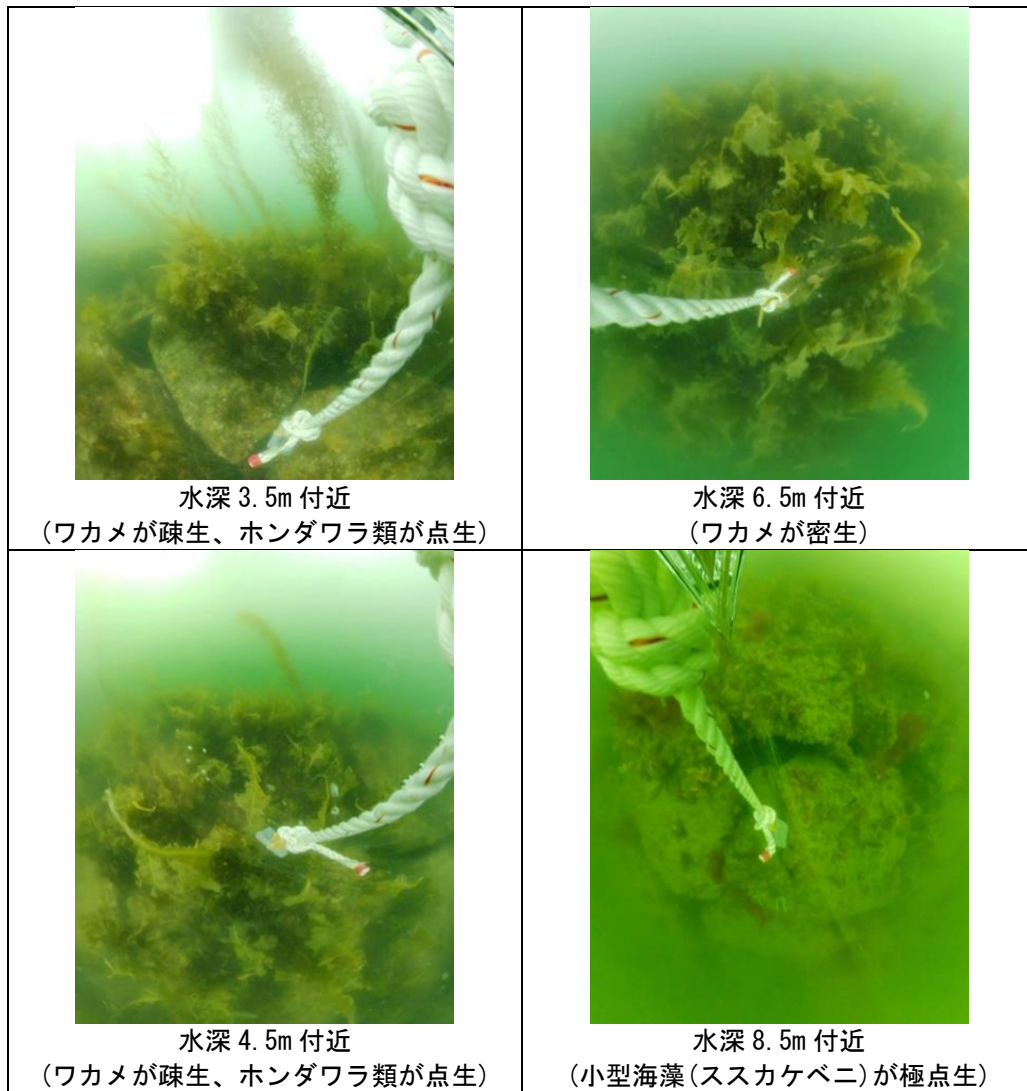 水深 3.5m 付近
(ワカメが疎生、ホンダワラ類が点生)
水深 6.5m 付近
(ワカメが密生)
水深 4.5m 付近
(ワカメが疎生、ホンダワラ類が点生)
水深 8.5m 付近
(小型海藻(ススカケベニ)が極点生)